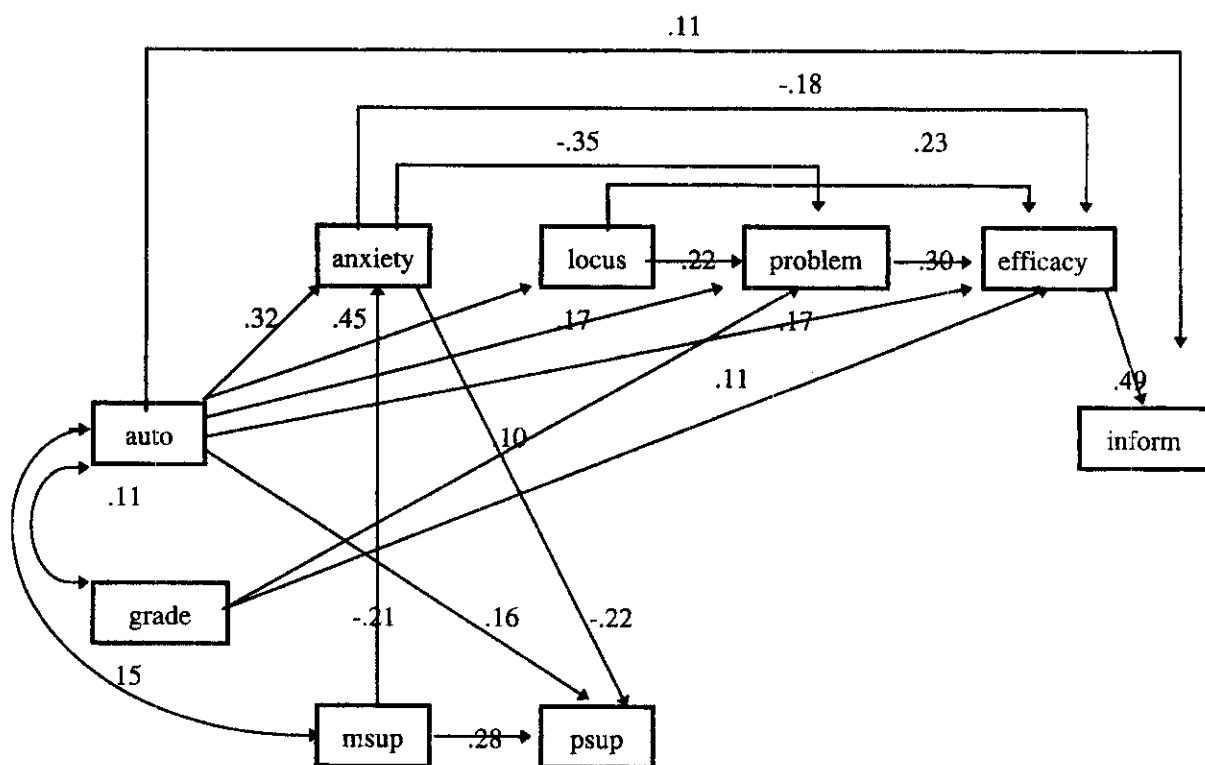 .11
-.18
-.35
.23
anxiety
locus
.22
problem
.30
efficacy
.32
.45
.17
.17
.11
.49
auto
.10
inform
.11
grade
-.21
.16
-.22
.15
msup
.28
psup